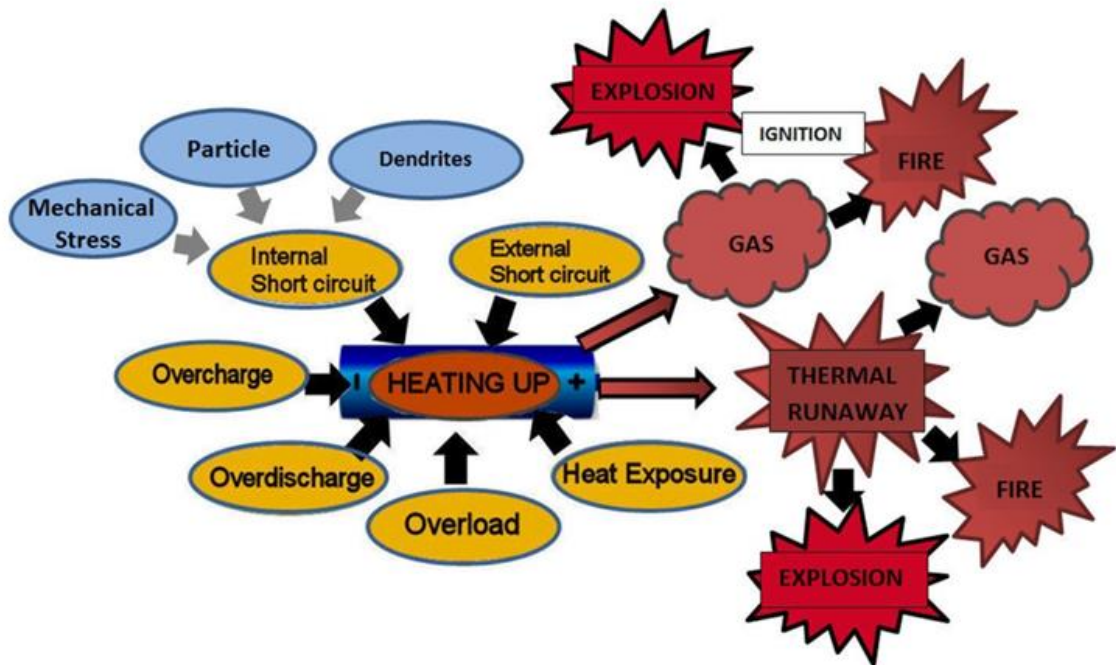 EXPLOSION
IGNITION
FIRE
Particle
Dendrites
Mechanical
Stress
GAS
Internal
Short circuit
External
Short circuit
GAS
Overcharge
- HEATING UP +
THERMAL
RUNAWAY
Overdischarge
Heat Exposure
Overload
FIRE
EXPLOSION